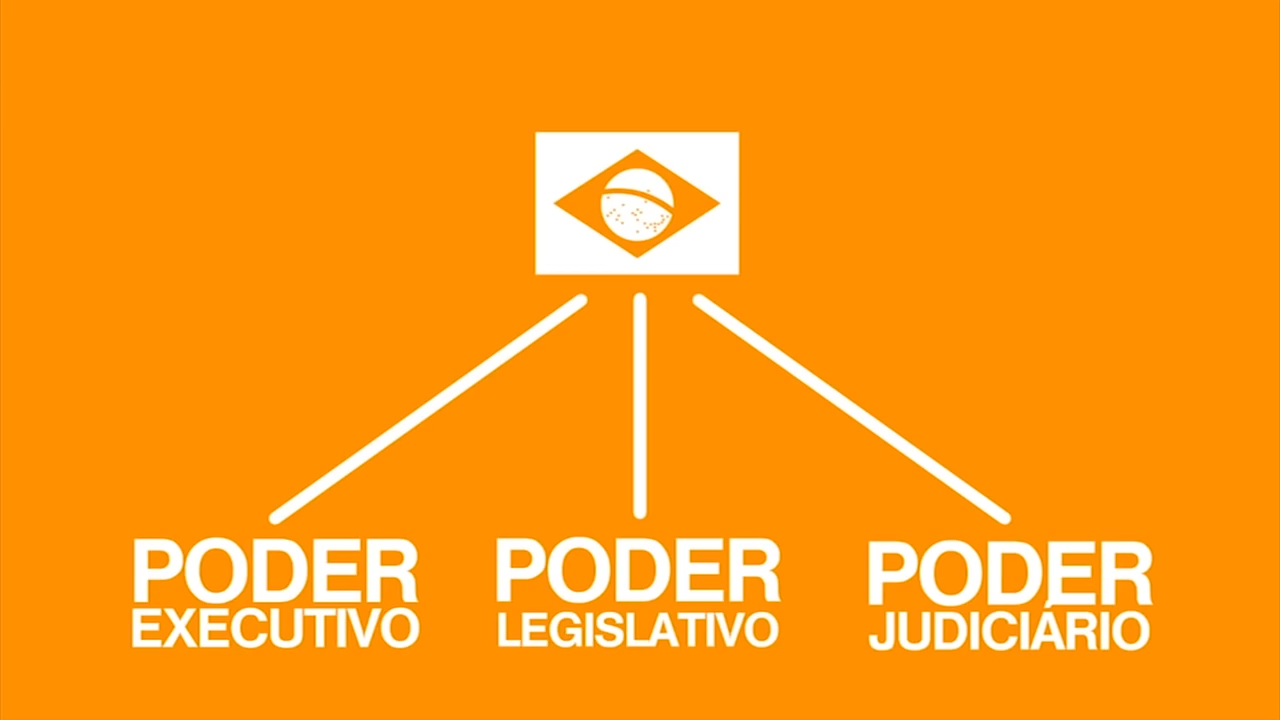 PODER
EXECUTIVO
PODER
LEGISLATIVO
PODER
JUDICIÁRIO